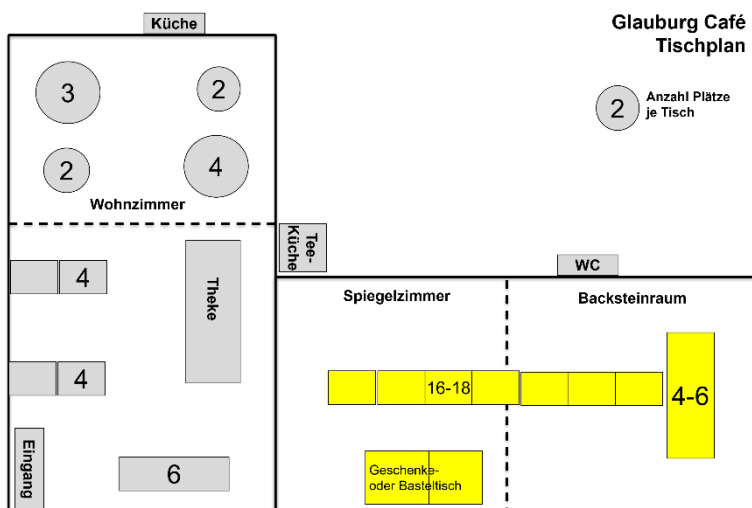 Küche
Glauburg Café
Tischplan
3
2
2
Anzahl Plätze
je Tisch
2
4
Wohnzimmer
Tee-
Küche
WC
4
Theke
Spiegelzimmer
Backsteinraum
4
16-18
4-6
Eingang
6
Geschenke-
oder Basteltisch